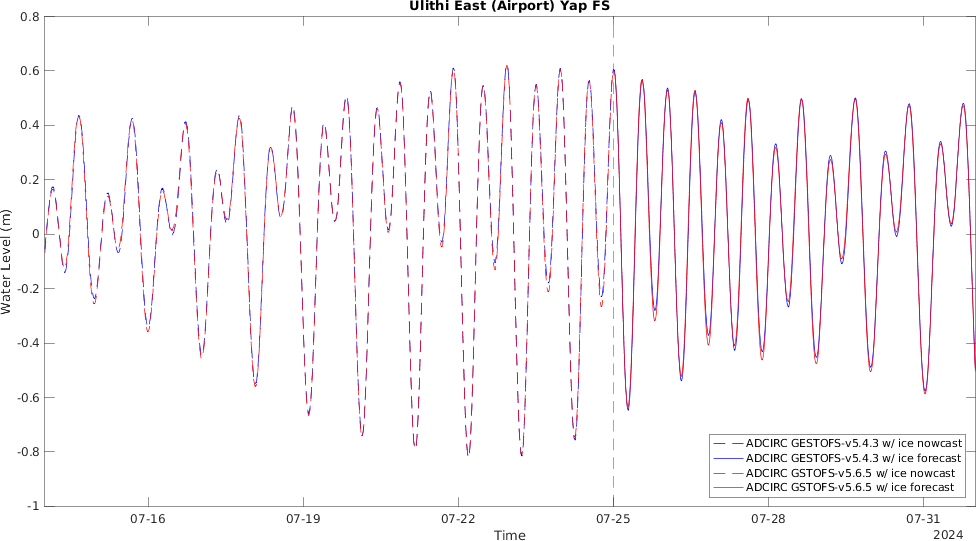 Ulithi East (Airport) Yap FS
0.8
0.6
0.4
0.2
0
-0.2
-0.4
-0.6
-0.8
-1
Water Level (m)
ADCIRC GESTOFS-v5.4.3 w/ ice nowcast
ADCIRC GESTOFS-v5.4.3 w/ ice forecast
ADCIRC GSTOFS-v5.6.5 w/ ice nowcast
ADCIRC GSTOFS-v5.6.5 w/ ice forecast
07-16 07-19 07-22 07-25 07-28 07-31
Time
2024